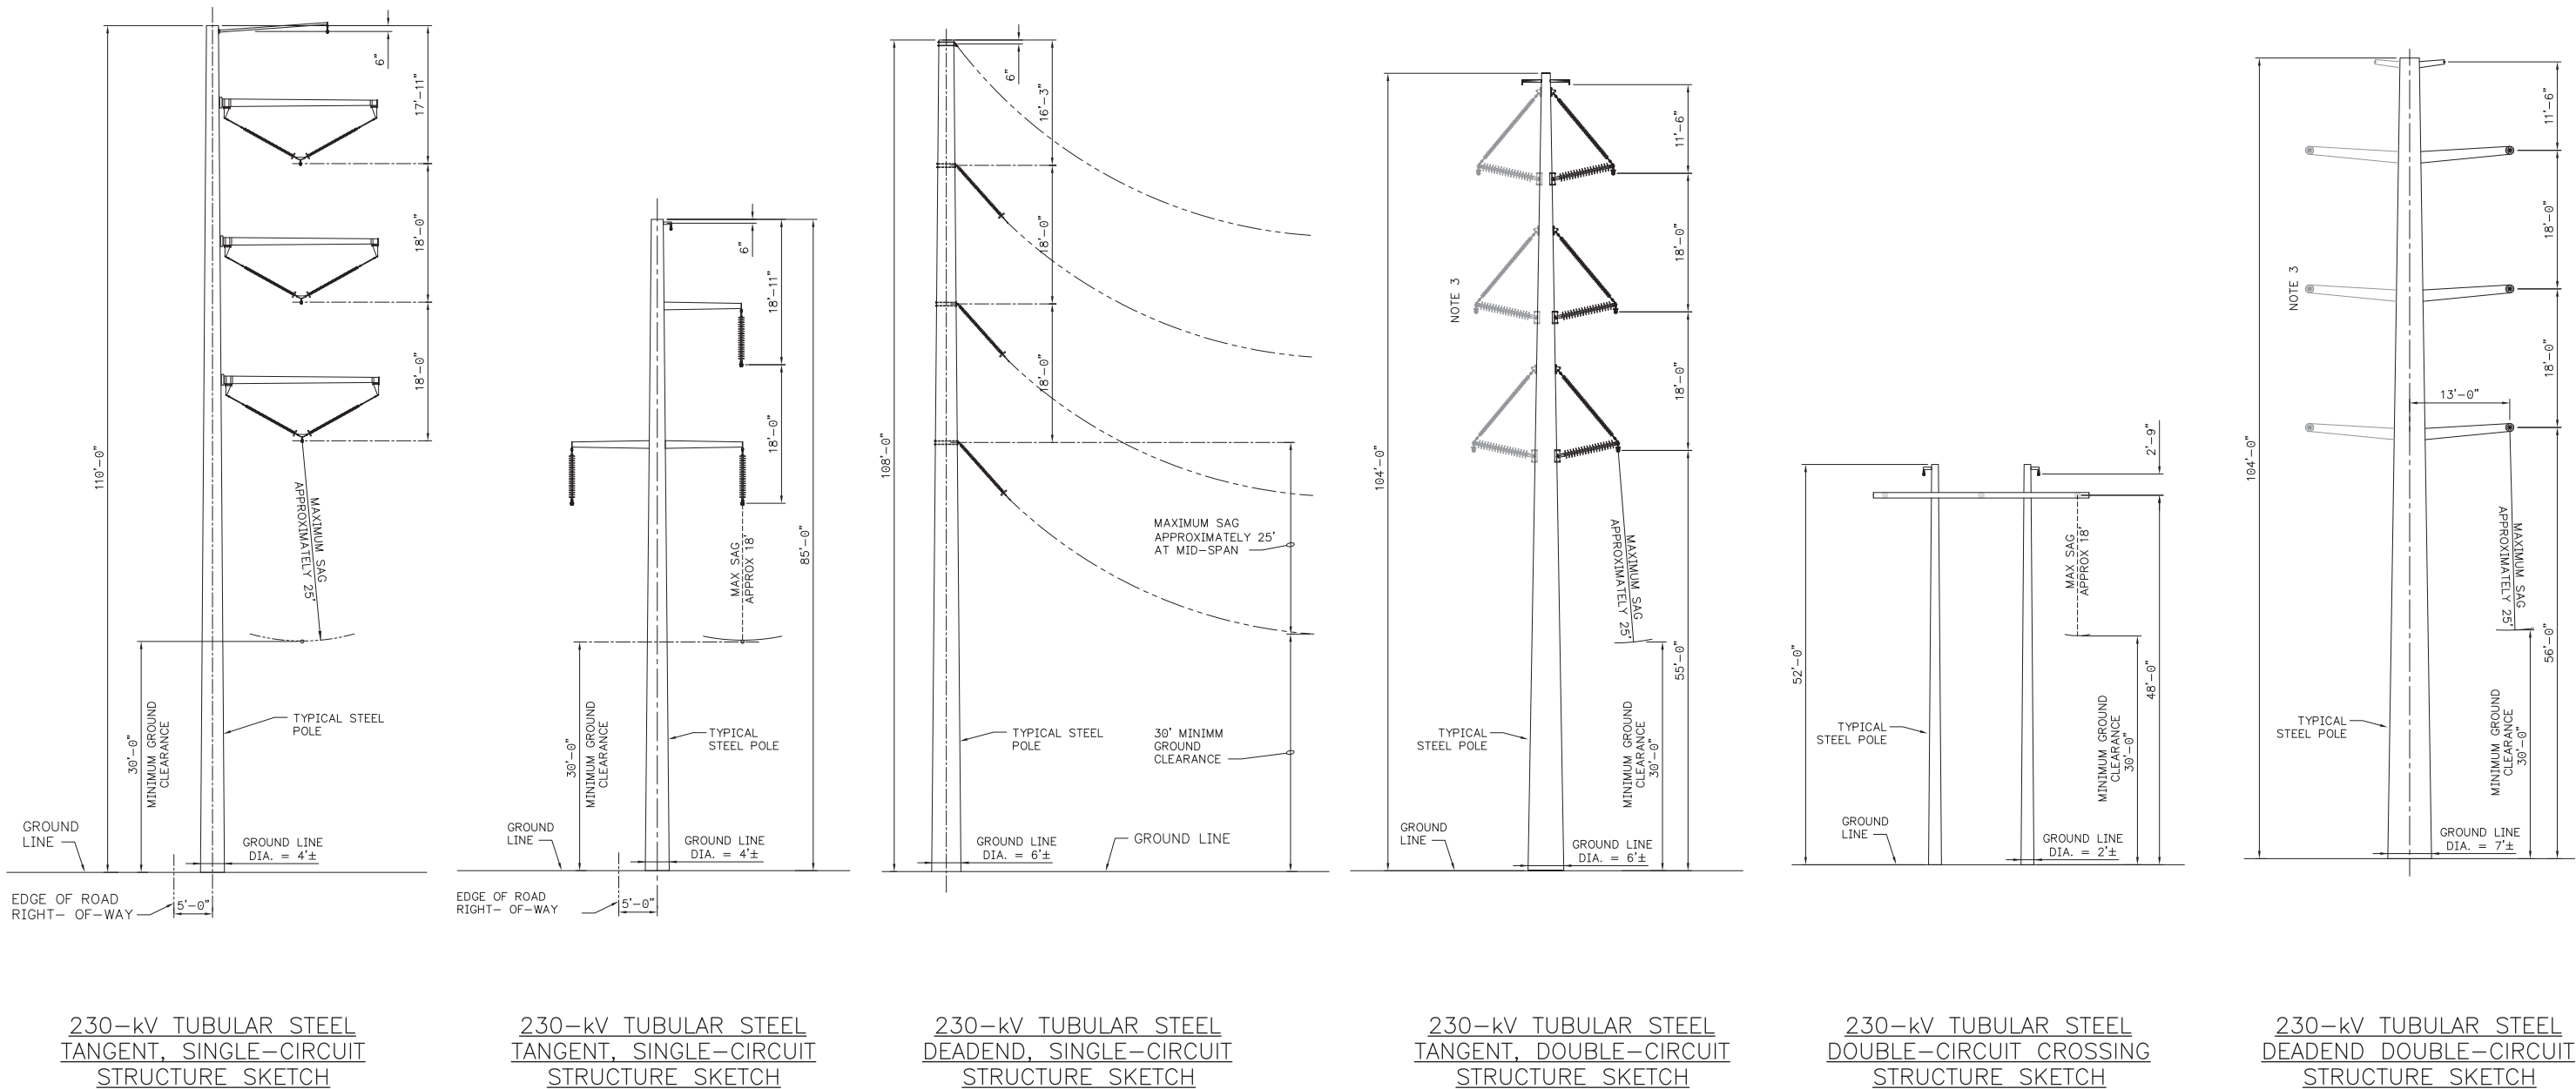 6"
17'-11"
18'-0"
18'-0"
110'-0"
MAXIMUM SAG
APPROXIMATELY 25'
30'-0"
MINIMUM GROUND
CLEARANCE
TYPICAL STEEL
POLE
GROUND
LINE
GROUND LINE
DIA. = 4'±
EDGE OF ROAD
RIGHT- OF-WAY
5'-0"
230-kV TUBULAR STEEL
TANGENT, SINGLE-CIRCUIT
STRUCTURE SKETCH
6"
18'-11"
18'-0"
85'-0"
MAX SAG
APPROX 18'
30'-0"
MINIMUM GROUND
CLEARANCE
TYPICAL
STEEL POLE
GROUND
LINE
GROUND LINE
DIA. = 4'±
EDGE OF ROAD
RIGHT- OF-WAY
5'-0"
230-kV TUBULAR STEEL
TANGENT, SINGLE-CIRCUIT
STRUCTURE SKETCH
6"
16'-3"
18'-0"
18'-0"
108'-0"
MAXIMUM SAG
APPROXIMATELY 25'
AT MID-SPAN
TYPICAL STEEL
POLE
30' MINIMM
GROUND
CLEARANCE
GROUND LINE
DIA. = 6'±
GROUND LINE
230-kV TUBULAR STEEL
DEADEND, SINGLE-CIRCUIT
STRUCTURE SKETCH
11'-6"
18'-0"
18'-0"
NOTE 3
104'-0"
MAXIMUM SAG
APPROXIMATELY 25'
55'-0"
MINIMUM GROUND
CLEARANCE
30'-0"
TYPICAL
STEEL POLE
GROUND
LINE
GROUND LINE
DIA. = 6'±
230-kV TUBULAR STEEL
TANGENT, DOUBLE-CIRCUIT
STRUCTURE SKETCH
2'-9"
52'-0"
MAX SAG
APPROX 18'
48'-0"
MINIMUM GROUND
CLEARANCE
30'-0"
TYPICAL
STEEL POLE
GROUND
LINE
GROUND LINE
DIA. = 2'±
230-kV TUBULAR STEEL
DOUBLE-CIRCUIT CROSSING
STRUCTURE SKETCH
11'-6"
18'-0"
18'-0"
NOTE 3
13'-0"
104'-0"
MAXIMUM SAG
APPROXIMATELY 25'
56'-0"
MINIMUM GROUND
CLEARANCE
30'-0"
TYPICAL
STEEL POLE
GROUND LINE
DIA. = 7'±
230-kV TUBULAR STEEL
DEADEND DOUBLE-CIRCUIT
STRUCTURE SKETCH